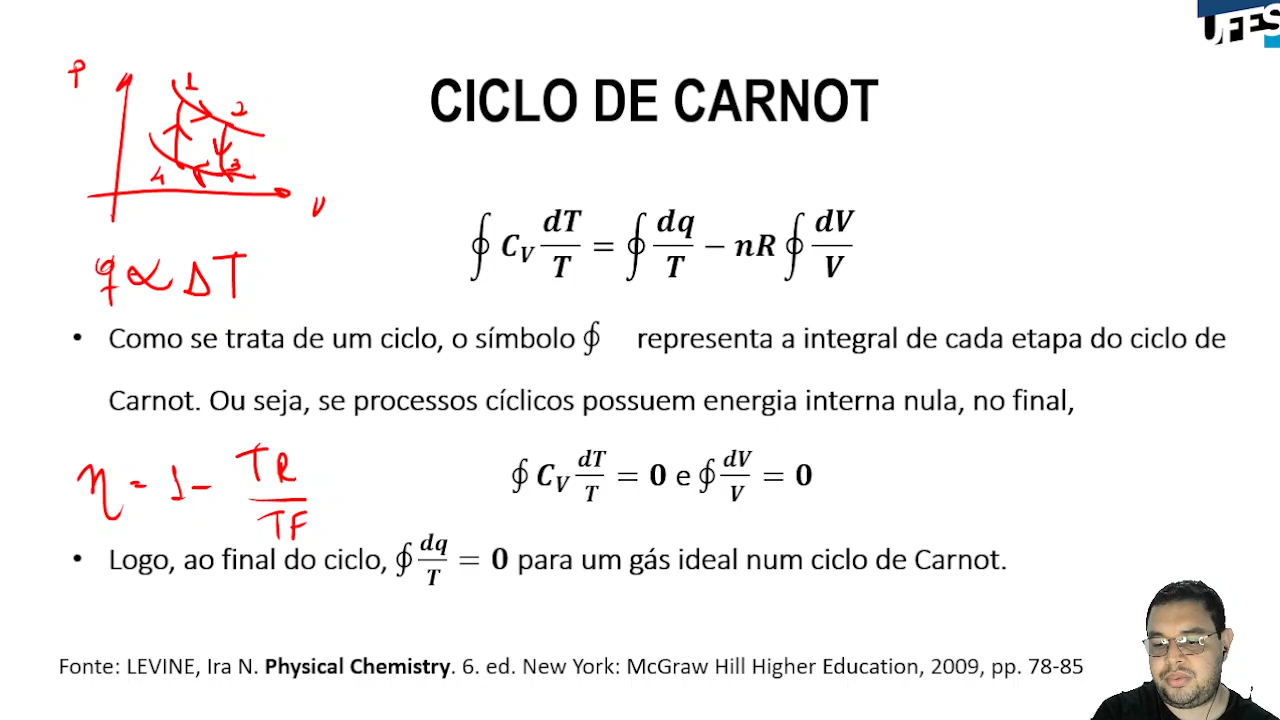 UFES
CICLO DE CARNOT
P
1
2
3
4
V
q ∝ ΔT
∮ C_V dT/T = ∮ dq/T − nR ∮ dV/V
• Como se trata de um ciclo, o símbolo ∮ representa a integral de cada etapa do ciclo de
Carnot. Ou seja, se processos cíclicos possuem energia interna nula, no final,
η = 1 - TR/TF
∮ C_V dT/T = 0 e ∮ dV/V = 0
• Logo, ao final do ciclo, ∮ dq/T = 0 para um gás ideal num ciclo de Carnot.
Fonte: LEVINE, Ira N. Physical Chemistry. 6. ed. New York: McGraw Hill Higher Education, 2009, pp. 78-85